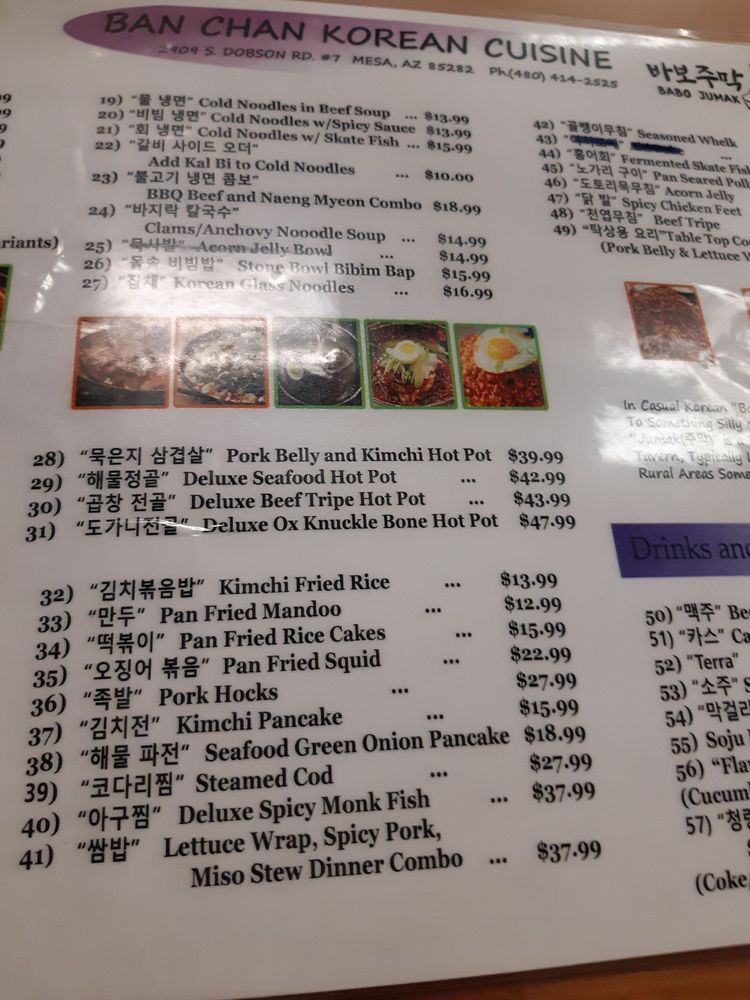 BAN CHAN KOREAN CUISINE
2909 S. DOBSON RD. #7 MESA, AZ 85282 Ph.(480) 414-2525
바보주막
BABO JUMAK
19) "물 냉면" Cold Noodles in Beef Soup ... $13.99
20) "비빔 냉면" Cold Noodles w/Spicy Sauce $13.99
21) "회 냉면" Cold Noodles w/ Skate Fish ... $15.99
22) "갈비 사이드 오더"
Add Kal Bi to Cold Noodles ... $10.00
23) "불고기 냉면 콤보"
BBQ Beef and Naeng Myeon Combo $18.99
24) "바지락 칼국수"
Clams/Anchovy Nooodle Soup ... $14.99
25) "묵사발" Acorn Jelly Bowl ... $14.99
26) "돌솥 비빔밥" Stone Bowl Bibim Bap $15.99
27) "잡채" Korean Glass Noodles ... $16.99
riants)
28) "묵은지 삼겹살" Pork Belly and Kimchi Hot Pot $39.99
29) "해물정골" Deluxe Seafood Hot Pot ... $42.99
30) "곱창 전골" Deluxe Beef Tripe Hot Pot ... $43.99
31) "도가니전골" Deluxe Ox Knuckle Bone Hot Pot $47.99
32) "김치볶음밥" Kimchi Fried Rice ... $13.99
33) "만두" Pan Fried Mandoo ... $12.99
34) "떡볶이" Pan Fried Rice Cakes ... $15.99
35) "오징어 볶음" Pan Fried Squid ... $22.99
36) "족발" Pork Hocks ... $27.99
37) "김치전" Kimchi Pancake ... $15.99
38) "해물 파전" Seafood Green Onion Pancake $18.99
39) "코다리찜" Steamed Cod ... $27.99
40) "아구찜" Deluxe Spicy Monk Fish ... $37.99
41) "쌈밥" Lettuce Wrap, Spicy Pork,
Miso Stew Dinner Combo ... $37.99
42) "골뱅이무침" Seasoned Whelk
43) ...
44) "홍어회" Fermented Skate Fish
45) "노가리 구이" Pan Seared Poll
46) "도토리묵무침" Acorn Jelly
47) "닭 발" Spicy Chicken Feet
48) "천엽무침" Beef Tripe
49) "탁상용 요리"Table Top Co
(Pork Belly & Lettuce W
In Casual Korean "B
To Something Silly
"Jumak(주막)" is a
Tavern, Typically
Rural Areas Some
Drinks and
50) "맥주" Be
51) "카스" Ca
52) "Terra"
53) "소주" S
54) "막걸리
55) Soju
56) "Fla
(Cucum
57) "청
(Coke,